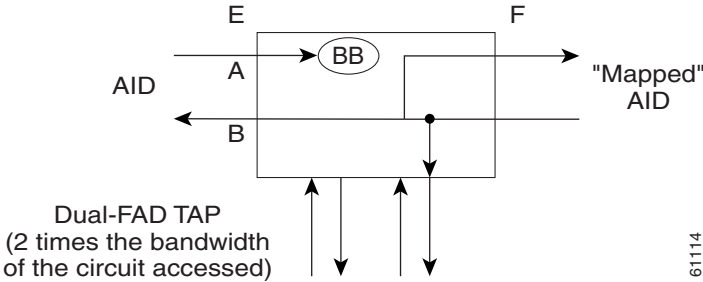 E
F
A
BB
AID
"Mapped"
AID
B
Dual-FAD TAP
(2 times the bandwidth
of the circuit accessed)
61114